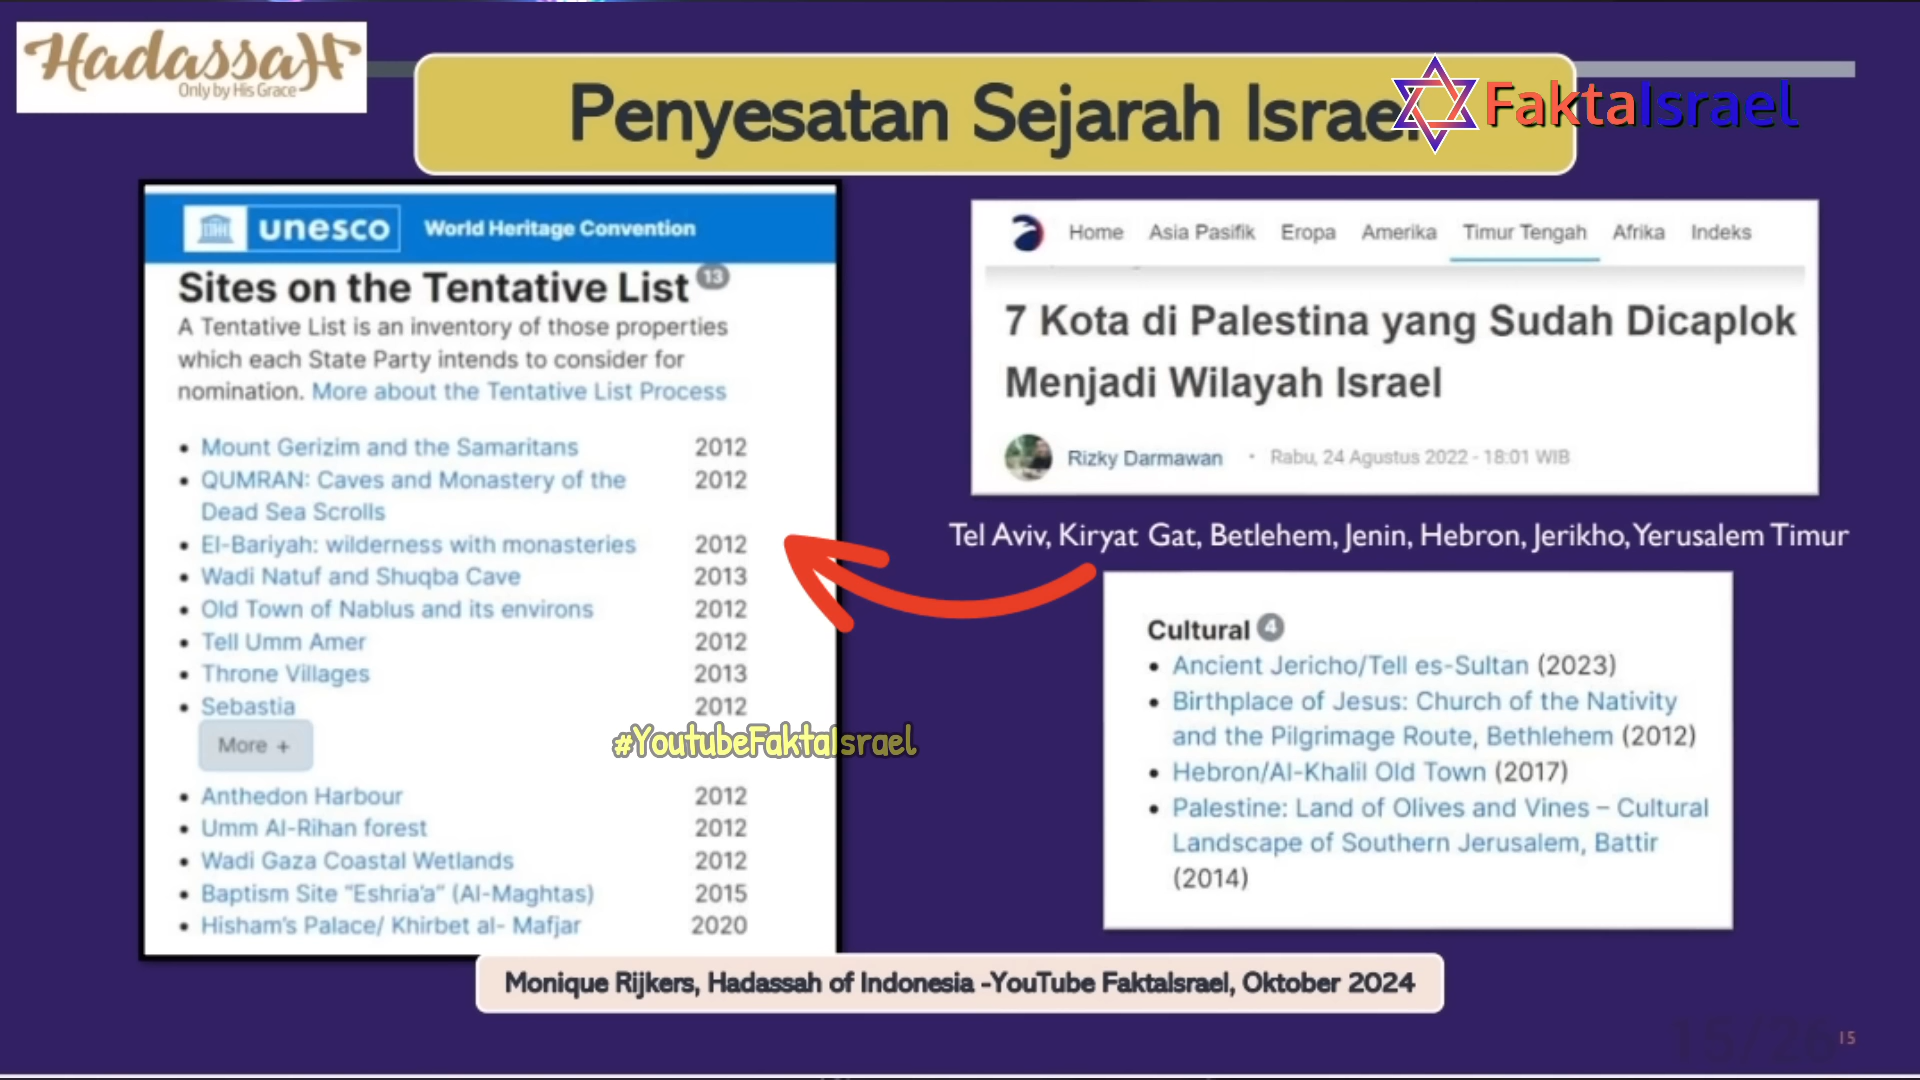 Hadassah
Only by His Grace
Penyesatan Sejarah Israel
FaktaIsrael
unesco
World Heritage Convention
Sites on the Tentative List 13
A Tentative List is an inventory of those properties
which each State Party intends to consider for
nomination. More about the Tentative List Process
• Mount Gerizim and the Samaritans 2012
• QUMRAN: Caves and Monastery of the 2012
Dead Sea Scrolls
• El-Bariyah: wilderness with monasteries 2012
• Wadi Natuf and Shuqba Cave 2013
• Old Town of Nablus and its environs 2012
• Tell Umm Amer 2012
• Throne Villages 2013
• Sebastia 2012
More +
• Anthedon Harbour 2012
• Umm Al-Rihan forest 2012
• Wadi Gaza Coastal Wetlands 2012
• Baptism Site "Eshria'a" (Al-Maghtas) 2015
• Hisham's Palace/ Khirbet al- Mafjar 2020
#YoutubeFaktaIsrael
Home Asia Pasifik Eropa Amerika Timur Tengah Afrika Indeks
7 Kota di Palestina yang Sudah Dicaplok
Menjadi Wilayah Israel
Rizky Darmawan • Rabu, 24 Agustus 2022 - 18:01 WIB
Tel Aviv, Kiryat Gat, Betlehem, Jenin, Hebron, Jerikho, Yerusalem Timur
Cultural 4
• Ancient Jericho/Tell es-Sultan (2023)
• Birthplace of Jesus: Church of the Nativity
and the Pilgrimage Route, Bethlehem (2012)
• Hebron/Al-Khalil Old Town (2017)
• Palestine: Land of Olives and Vines – Cultural
Landscape of Southern Jerusalem, Battir
(2014)
Monique Rijkers, Hadassah of Indonesia -YouTube FaktaIsrael, Oktober 2024
15